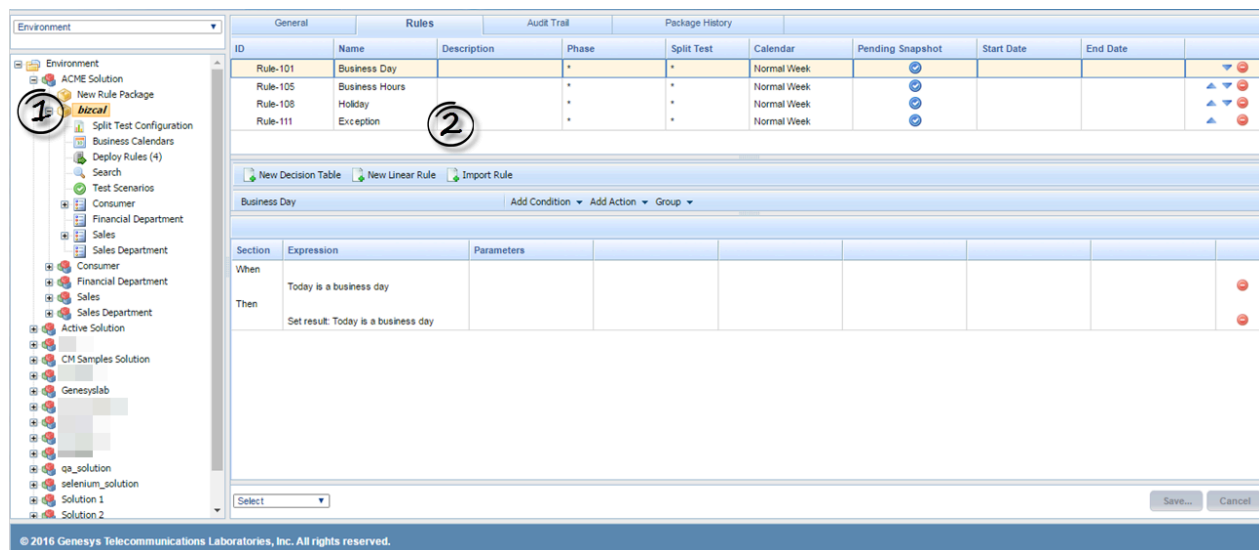 Environment
General Rules Audit Trail Package History
ID Name Description Phase Split Test Calendar Pending Snapshot Start Date End Date
Rule-101 Business Day * * Normal Week
Rule-105 Business Hours * * Normal Week
Rule-108 Holiday * * Normal Week
Rule-111 Exception * * Normal Week
1
2
Environment
ACME Solution
New Rule Package
bizcal
Split Test Configuration
Business Calendars
Deploy Rules (4)
Search
Test Scenarios
Consumer
Financial Department
Sales
Sales Department
Consumer
Financial Department
Sales
Sales Department
Active Solution
CM Samples Solution
Genesyslab
qa_solution
selenium_solution
Solution 1
Solution 2
New Decision Table New Linear Rule Import Rule
Business Day Add Condition Add Action Group
Section Expression Parameters
When
Today is a business day
Then
Set result: Today is a business day
Select Save... Cancel
© 2016 Genesys Telecommunications Laboratories, Inc. All rights reserved.